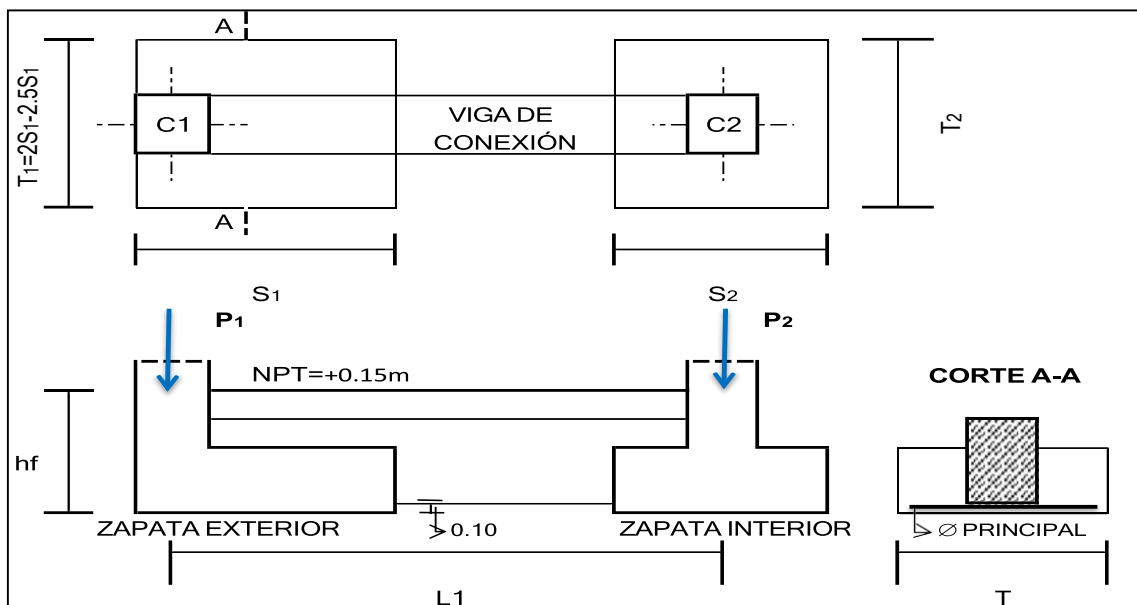 A
T1=2S1-2.5S1
C1
VIGA DE
CONEXIÓN
C2
T2
A
S1
S2
P1
P2
NPT=+0.15m
CORTE A-A
hf
ZAPATA EXTERIOR
0.10
ZAPATA INTERIOR
Ø PRINCIPAL
L1
T